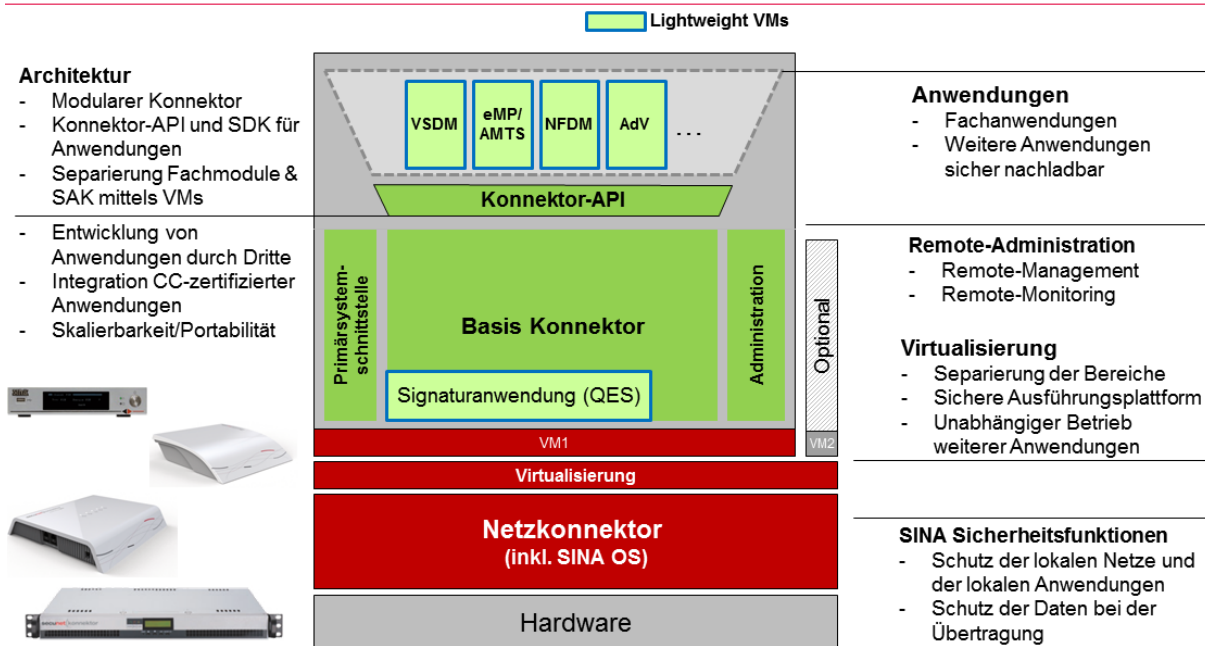 Lightweight VMs
Architektur
- Modularer Konnektor
- Konnektor-API und SDK für
Anwendungen
- Separierung Fachmodule &
SAK mittels VMs
- Entwicklung von
Anwendungen durch Dritte
- Integration CC-zertifizierter
Anwendungen
- Skalierbarkeit/Portabilität
VSDM
eMP/
AMTS
NFDM
AdV
...
Konnektor-API
Primärsystem-
schnittstelle
Basis Konnektor
Signaturanwendung (QES)
Administration
Optional
VM1
VM2
Virtualisierung
Netzkonnektor
(inkl. SINA OS)
Hardware
Anwendungen
- Fachanwendungen
- Weitere Anwendungen
sicher nachladbar
Remote-Administration
- Remote-Management
- Remote-Monitoring
Virtualisierung
- Separierung der Bereiche
- Sichere Ausführungsplattform
- Unabhängiger Betrieb
weiterer Anwendungen
SINA Sicherheitsfunktionen
- Schutz der lokalen Netze und
der lokalen Anwendungen
- Schutz der Daten bei der
Übertragung
secunet konnektor